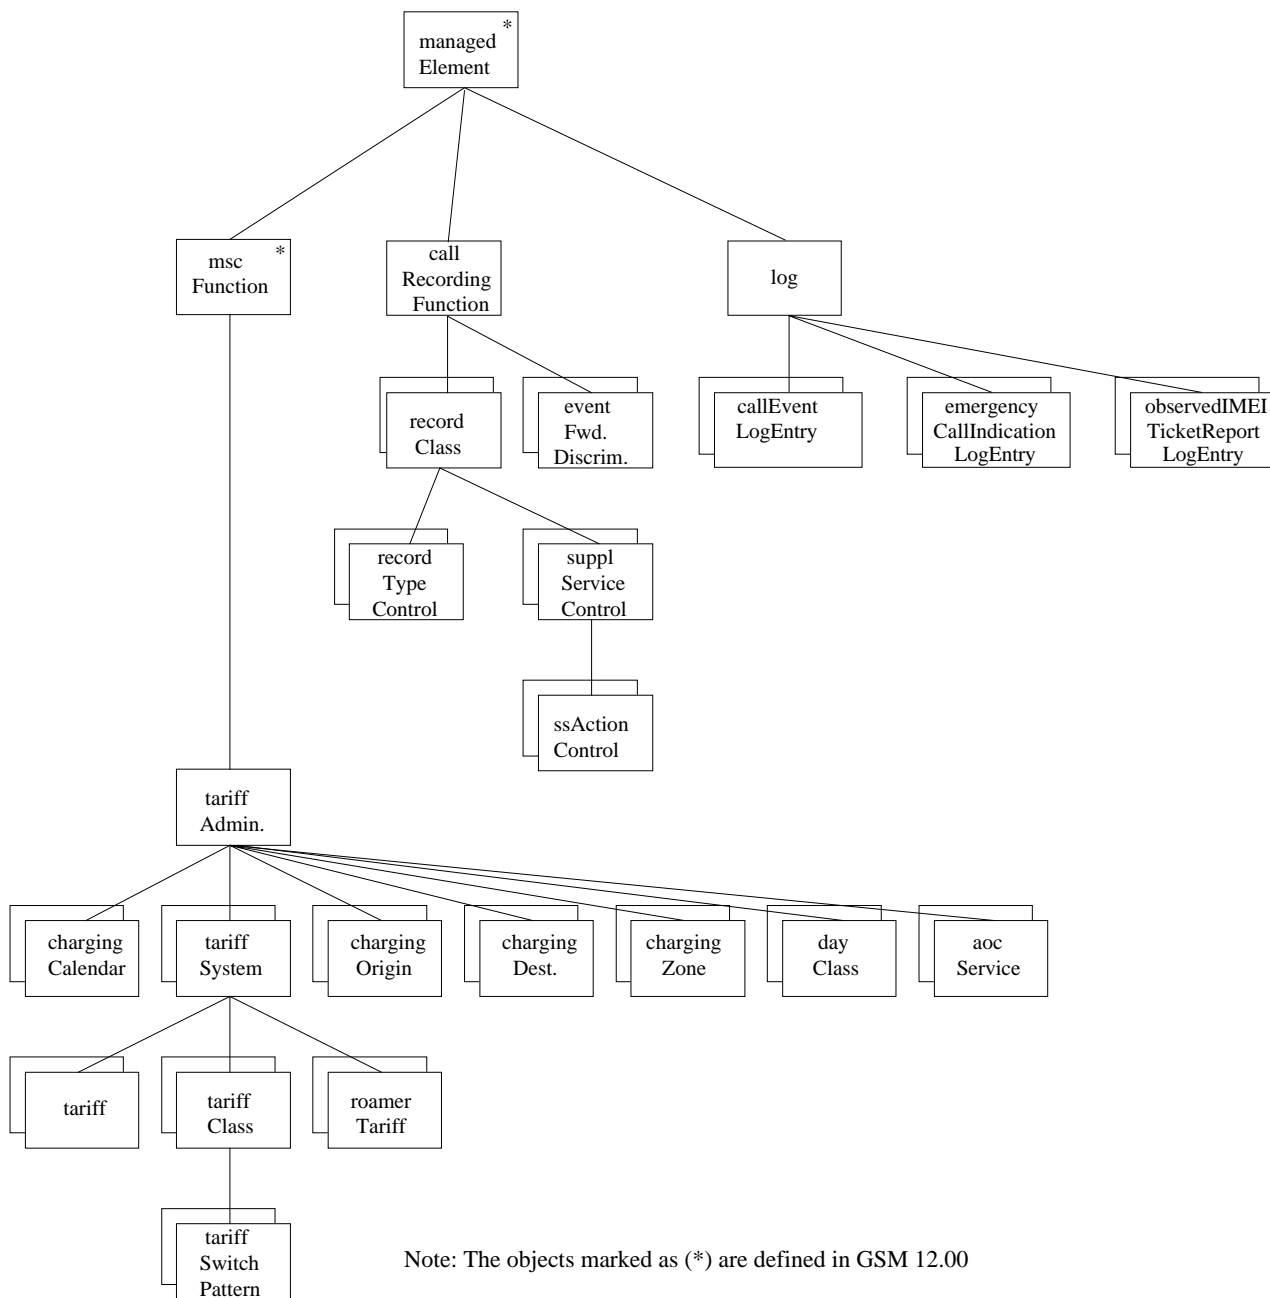 *
managed
Element
*
msc
Function
call
Recording
Function
log
record
Class
event
Fwd.
Discrim.
callEvent
LogEntry
emergency
CallIndication
LogEntry
observedIMEI
TicketReport
LogEntry
record
Type
Control
suppl
Service
Control
ssAction
Control
tariff
Admin.
charging
Calendar
tariff
System
charging
Origin
charging
Dest.
charging
Zone
day
Class
aoc
Service
tariff
tariff
Class
roamer
Tariff
tariff
Switch
Pattern
Note: The objects marked as (*) are defined in GSM 12.00